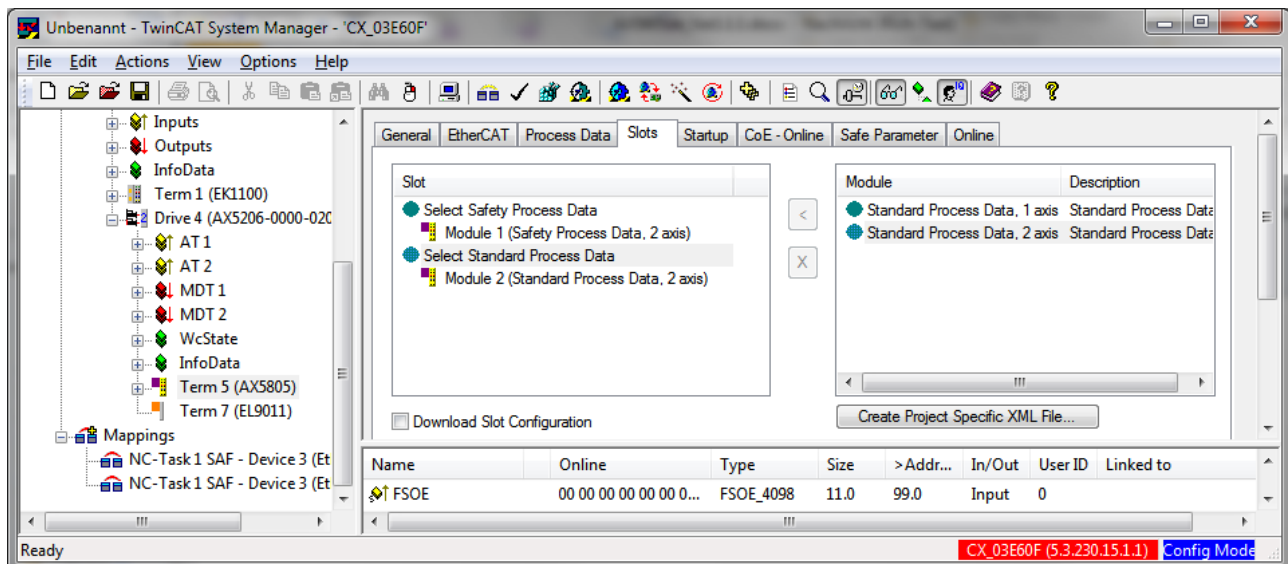 Unbenannt - TwinCAT System Manager - 'CX_03E60F'
File Edit Actions View Options Help
Inputs
Outputs
InfoData
Term 1 (EK1100)
Drive 4 (AX5206-0000-020
AT 1
AT 2
MDT 1
MDT 2
WcState
InfoData
Term 5 (AX5805)
Term 7 (EL9011)
Mappings
NC-Task 1 SAF - Device 3 (Et
NC-Task 1 SAF - Device 3 (Et
General EtherCAT Process Data Slots Startup CoE - Online Safe Parameter Online
Slot
Select Safety Process Data
Module 1 (Safety Process Data, 2 axis)
Select Standard Process Data
Module 2 (Standard Process Data, 2 axis)
<
X
Module Description
Standard Process Data, 1 axis Standard Process Data
Standard Process Data, 2 axis Standard Process Data
Download Slot Configuration
Create Project Specific XML File...
Name Online Type Size >Addr... In/Out User ID Linked to
FSOE 00 00 00 00 00 00 0... FSOE_4098 11.0 99.0 Input 0
Ready
CX_03E60F (5.3.230.15.1.1) Config Mode